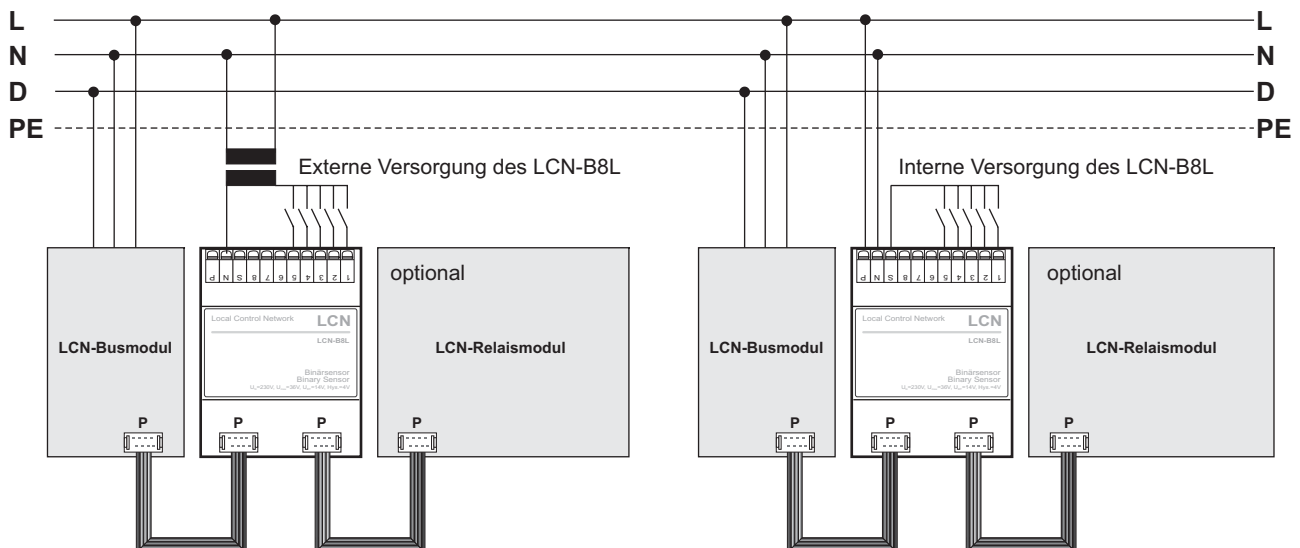 L L
N N
D D
PE PE
Externe Versorgung des LCN-B8L Interne Versorgung des LCN-B8L
P N S 8 7 6 5 4 3 2 1
optional
P N S 8 7 6 5 4 3 2 1
optional
Local Control Network LCN
LCN-B8L
Local Control Network LCN
LCN-B8L
LCN-Busmodul LCN-Relaismodul LCN-Busmodul LCN-Relaismodul
Binärsensor
Binary Sensor
Binärsensor
Binary Sensor
P P P P P P P P